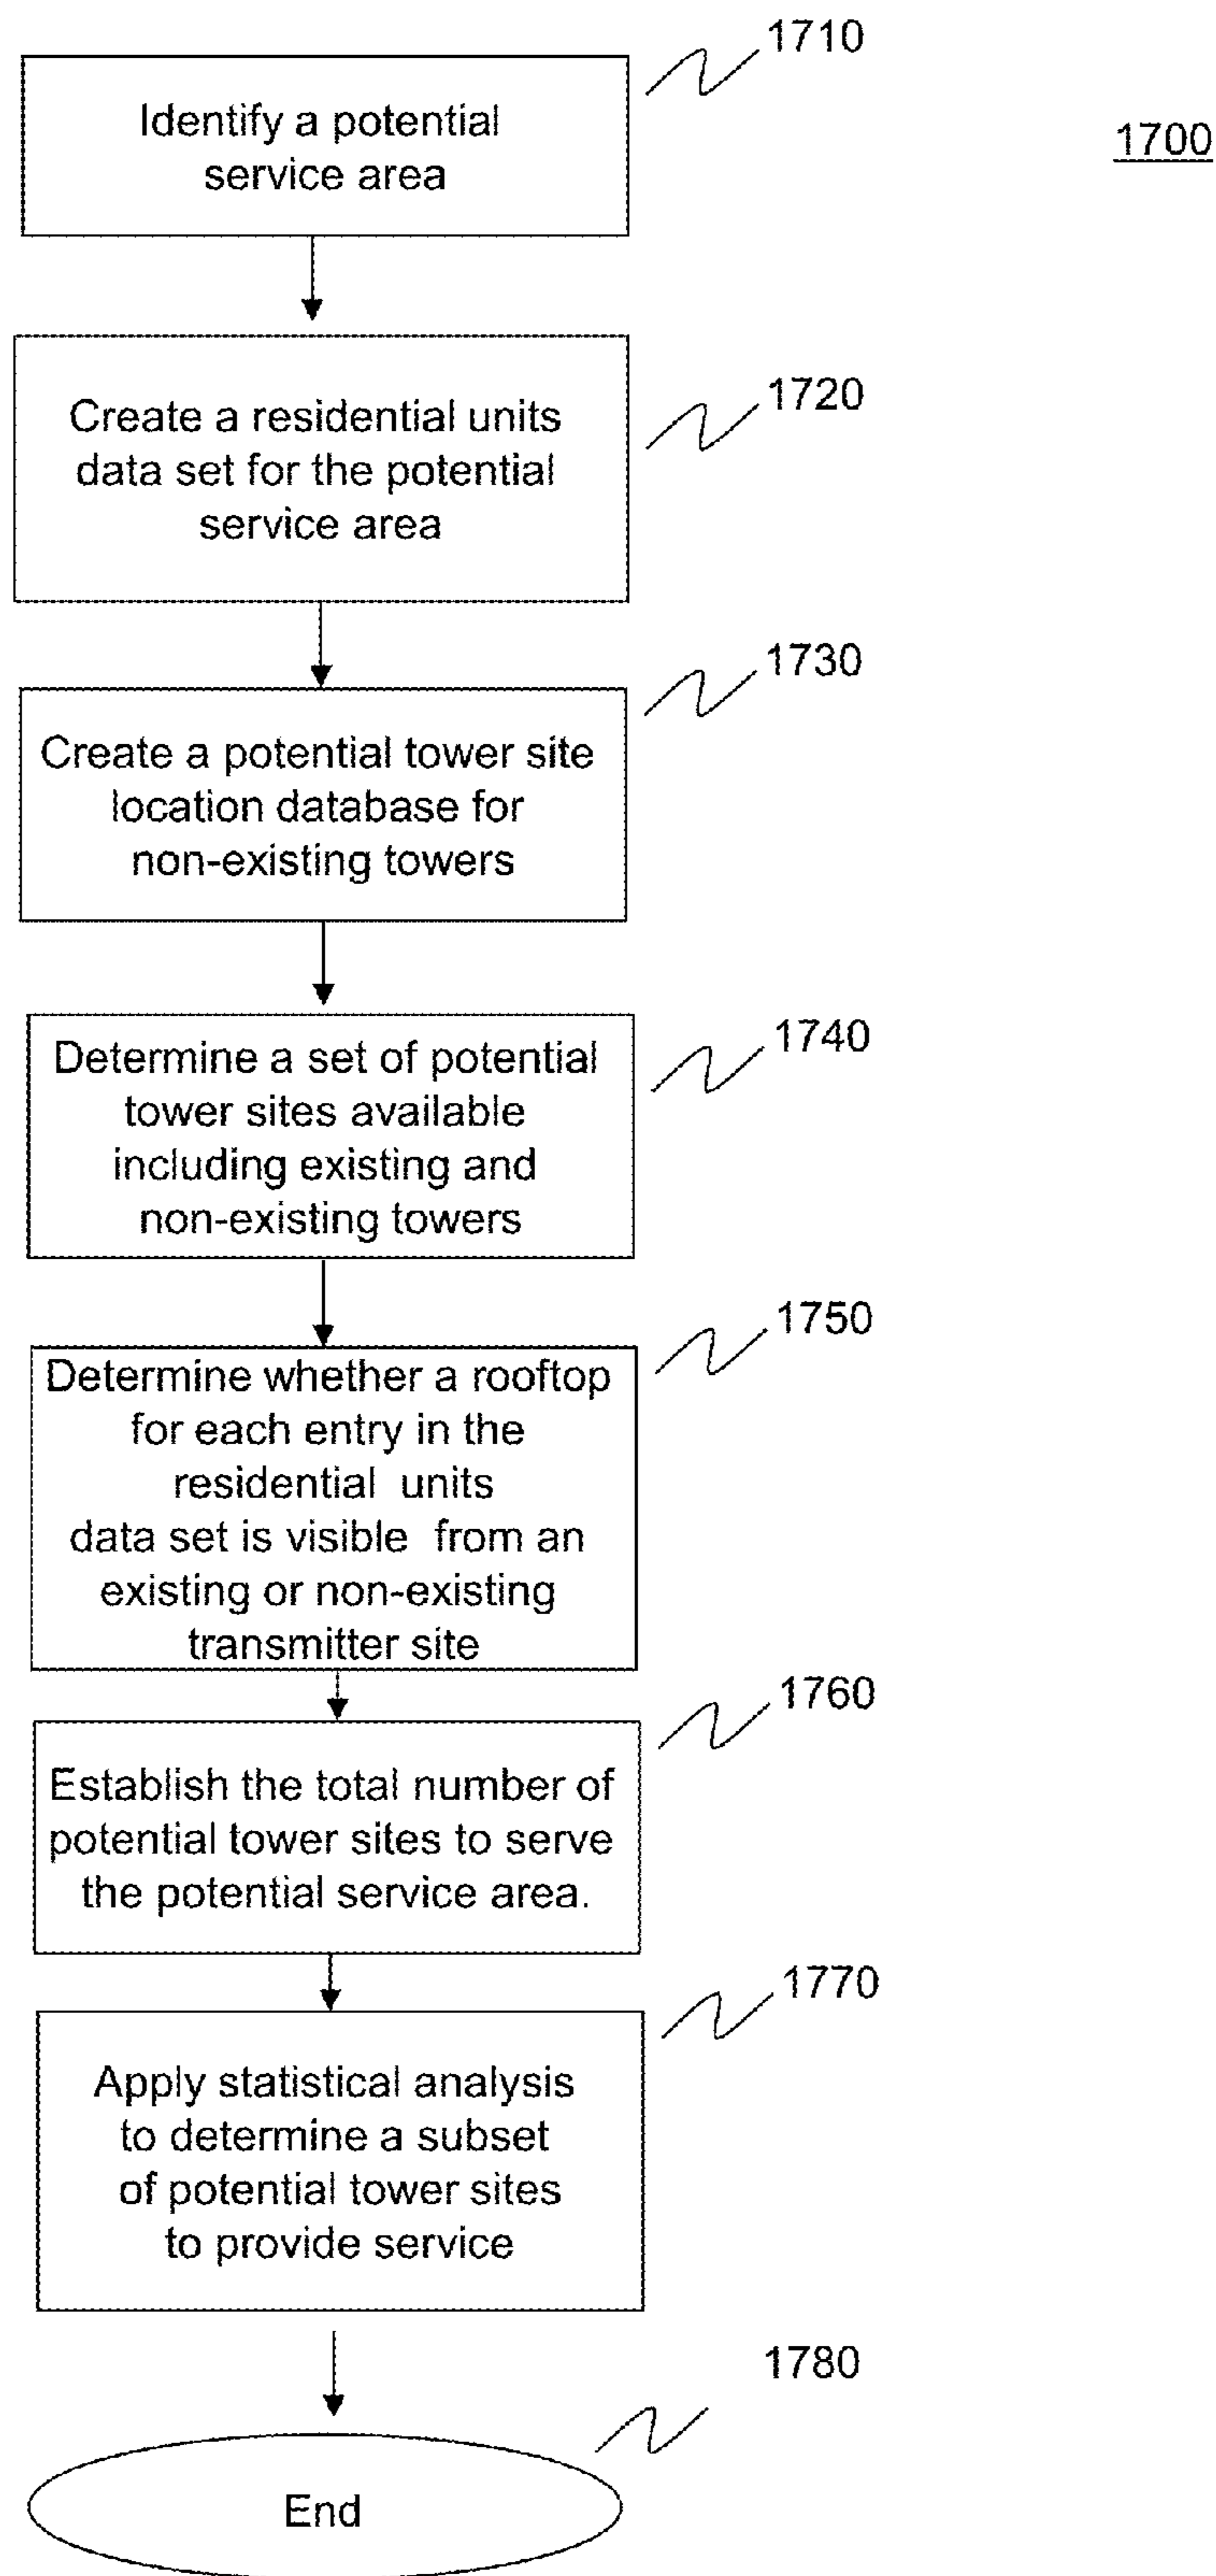 1710
1700
Identify a potential
service area
1720
Create a residential units
data set for the potential
service area
1730
Create a potential tower site
location database for
non-existing towers
1740
Determine a set of potential
tower sites available
including existing and
non-existing towers
1750
Determine whether a rooftop
for each entry in the
residential units
data set is visible from an
existing or non-existing
transmitter site
1760
Establish the total number of
potential tower sites to serve
the potential service area.
1770
Apply statistical analysis
to determine a subset
of potential tower sites
to provide service
1780
End